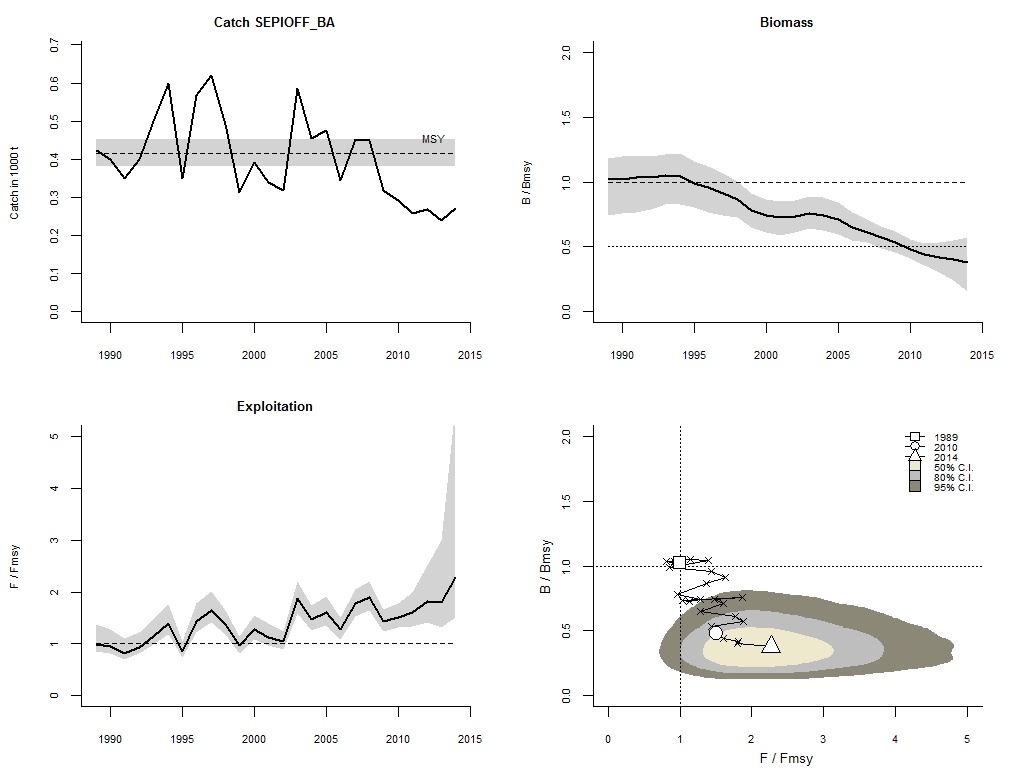 Catch SEPIOFF_BA
Catch in 1000 t
0.7
0.6
0.5
0.4
0.3
0.2
0.1
0.0
MSY
1990 1995 2000 2005 2010 2015
Biomass
B / Bmsy
2.0
1.5
1.0
0.5
0.0
1990 1995 2000 2005 2010 2015
Exploitation
F / Fmsy
5
4
3
2
1
0
1990 1995 2000 2005 2010 2015
B / Bmsy
2.0
1.5
1.0
0.5
0.0
1989
2010
2014
50% C.I.
80% C.I.
95% C.I.
0 1 2 3 4 5
F / Fmsy